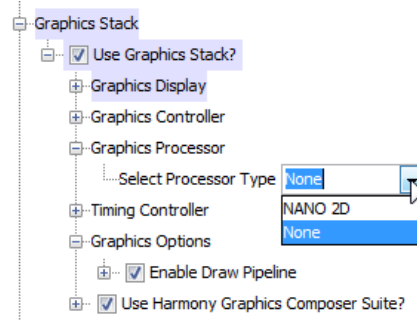 Graphics Stack
Use Graphics Stack?
Graphics Display
Graphics Controller
Graphics Processor
Select Processor Type None
NANO 2D
None
Timing Controller
Graphics Options
Enable Draw Pipeline
Use Harmony Graphics Composer Suite?